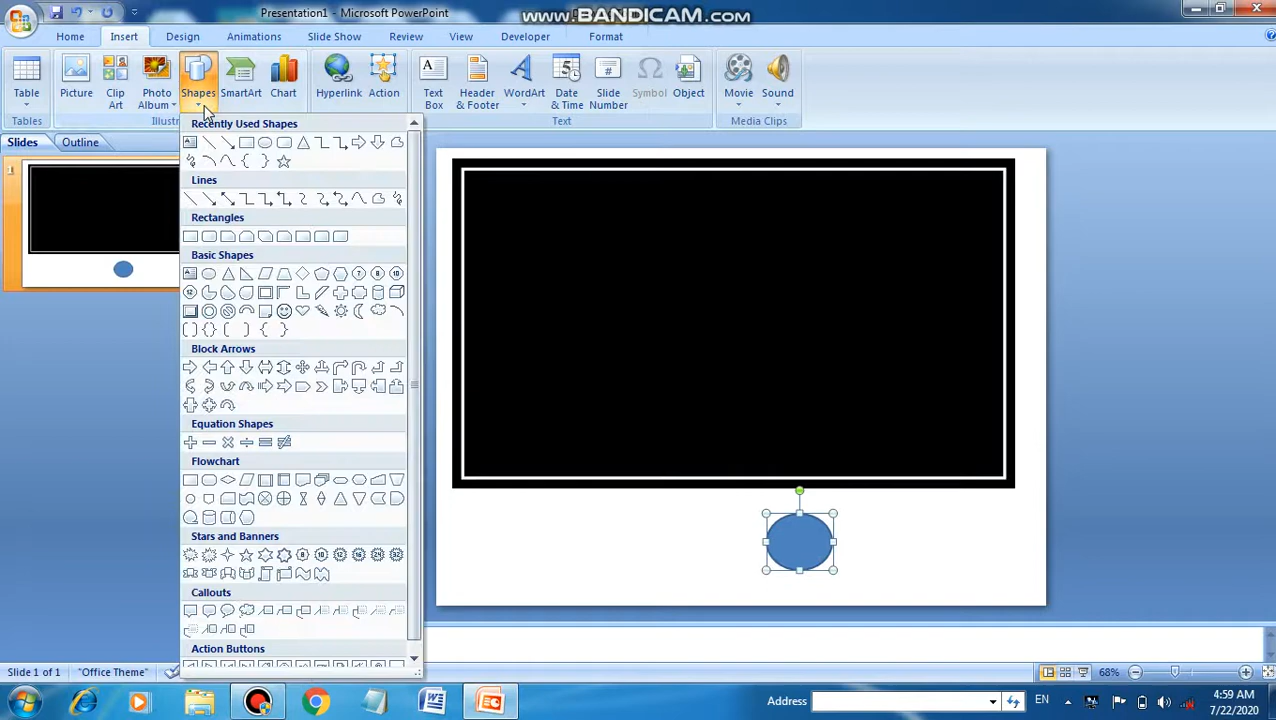 Presentation1 - Microsoft PowerPoint
www.BANDICAM.com
Home Insert Design Animations Slide Show Review View Developer Format
Table Picture Clip Art Photo Album Shapes SmartArt Chart Hyperlink Action Text Box Header & Footer WordArt Date & Time Slide Number Symbol Object Movie Sound
Tables Illust Text Media Clips
Slides Outline
1
Recently Used Shapes
Lines
Rectangles
Basic Shapes
Block Arrows
Equation Shapes
Flowchart
Stars and Banners
Callouts
Action Buttons
Slide 1 of 1 "Office Theme" 68%
Address EN 4:59 AM
7/22/2020